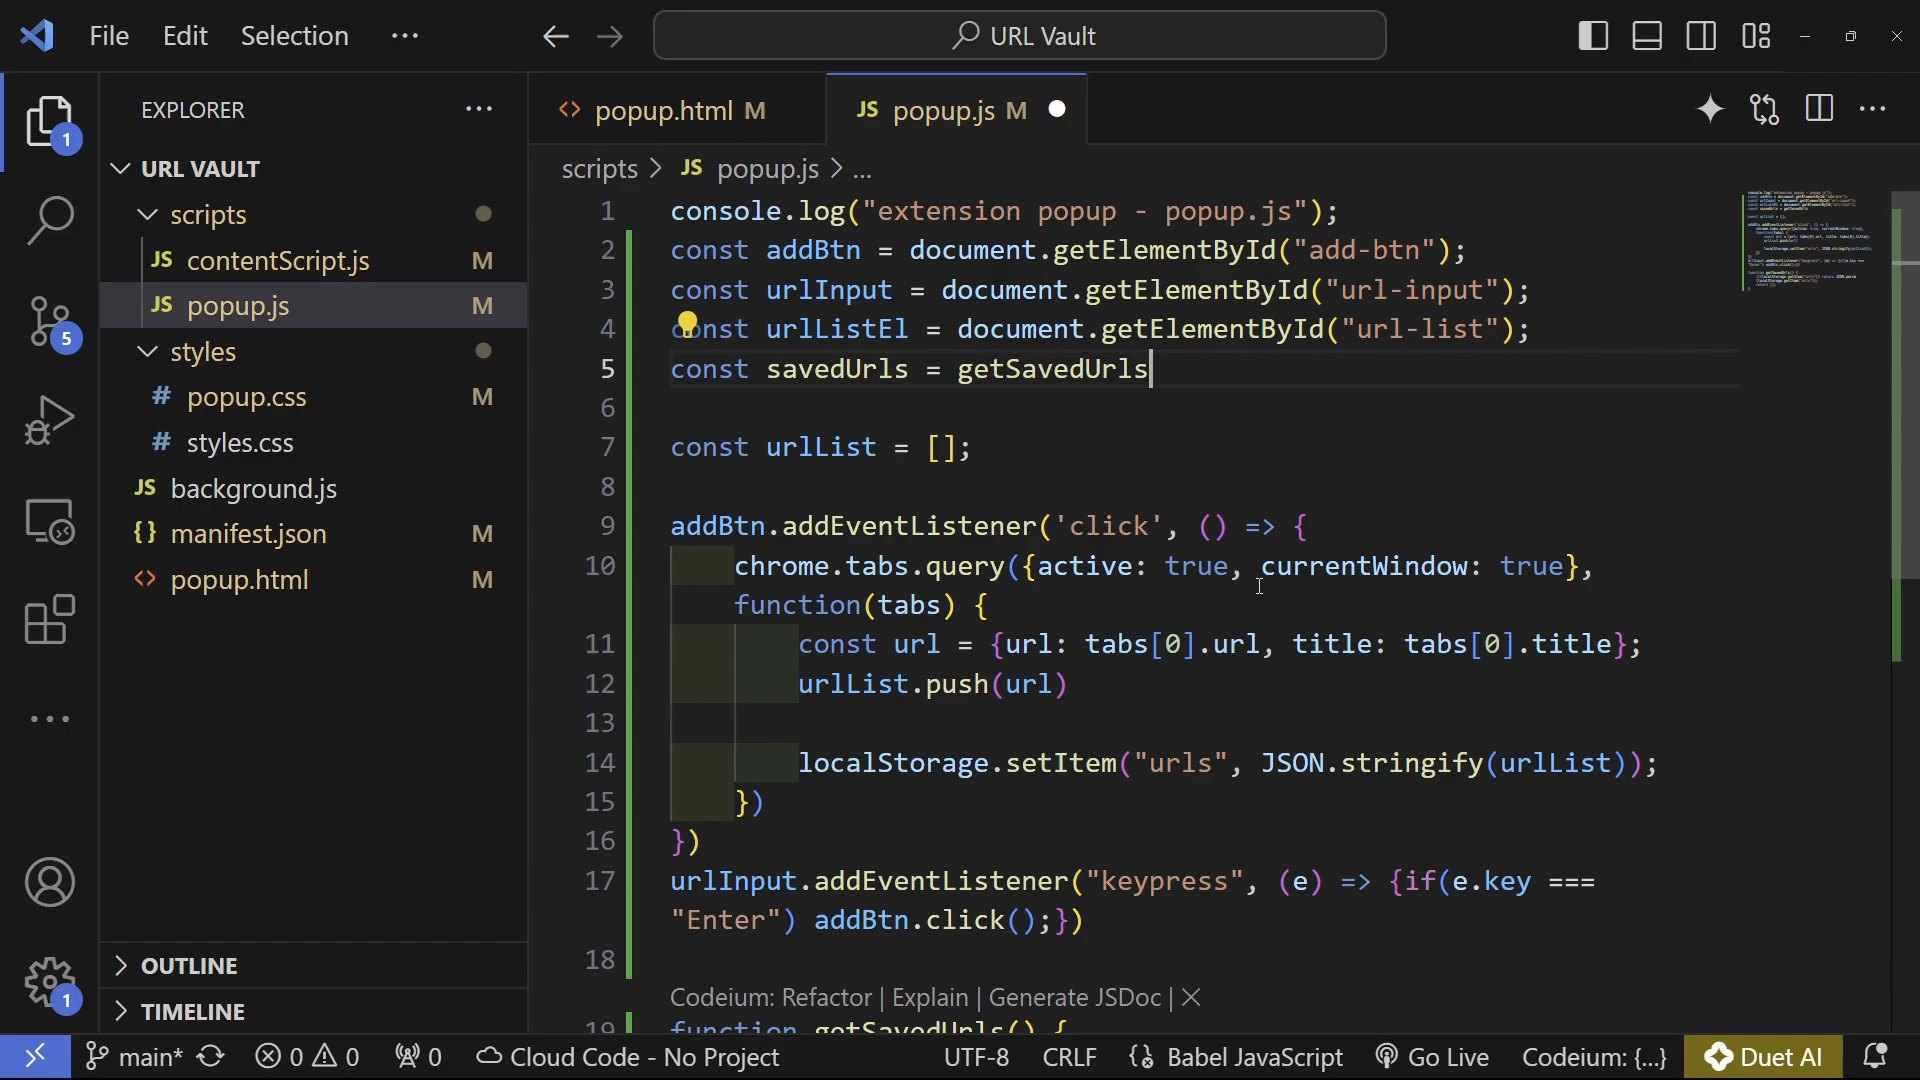 File Edit Selection ···
URL Vault
EXPLORER ···
URL VAULT
scripts
JS contentScript.js M
JS popup.js M
styles
# popup.css M
# styles.css
JS background.js
{} manifest.json M
<> popup.html M
OUTLINE
TIMELINE
1
5
1
<> popup.html M
JS popup.js M
scripts > JS popup.js > ...
1 console.log("extension popup - popup.js");
2 const addBtn = document.getElementById("add-btn");
3 const urlInput = document.getElementById("url-input");
4 const urlListEl = document.getElementById("url-list");
5 const savedUrls = getSavedUrls
6
7 const urlList = [];
8
9 addBtn.addEventListener('click', () => {
10 chrome.tabs.query({active: true, currentWindow: true},
function(tabs) {
11 const url = {url: tabs[0].url, title: tabs[0].title};
12 urlList.push(url)
13
14 localStorage.setItem("urls", JSON.stringify(urlList));
15 })
16 })
17 urlInput.addEventListener("keypress", (e) => {if(e.key ===
"Enter") addBtn.click();})
18
Codeium: Refactor | Explain | Generate JSDoc | X
19 function getSavedUrls() {
main* 0 0 0 Cloud Code - No Project UTF-8 CRLF {} Babel JavaScript Go Live Codeium: {...} Duet AI